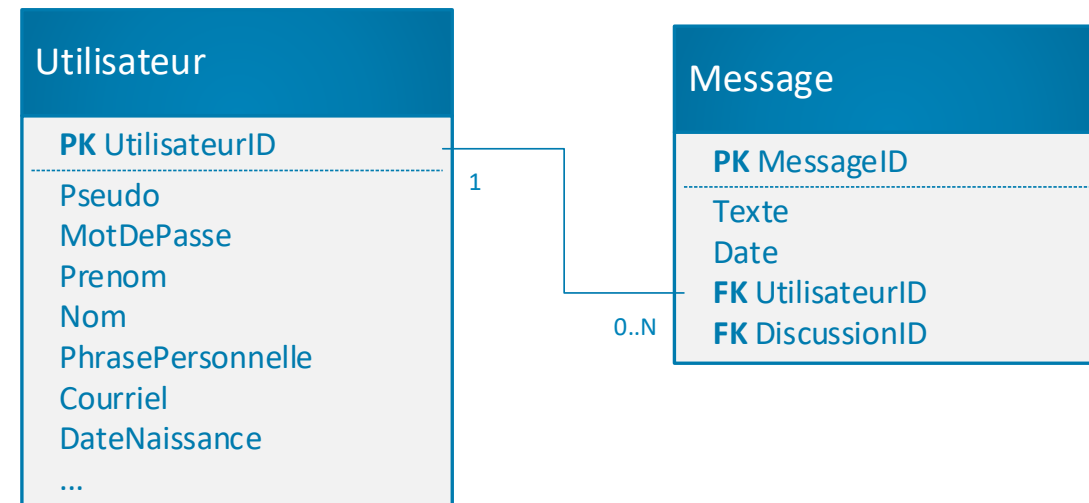 Utilisateur
PK UtilisateurID
Pseudo
MotDePasse
Prenom
Nom
PhrasePersonnelle
Courriel
DateNaissance
...
1
0..N
Message
PK MessageID
Texte
Date
FK UtilisateurID
FK DiscussionID